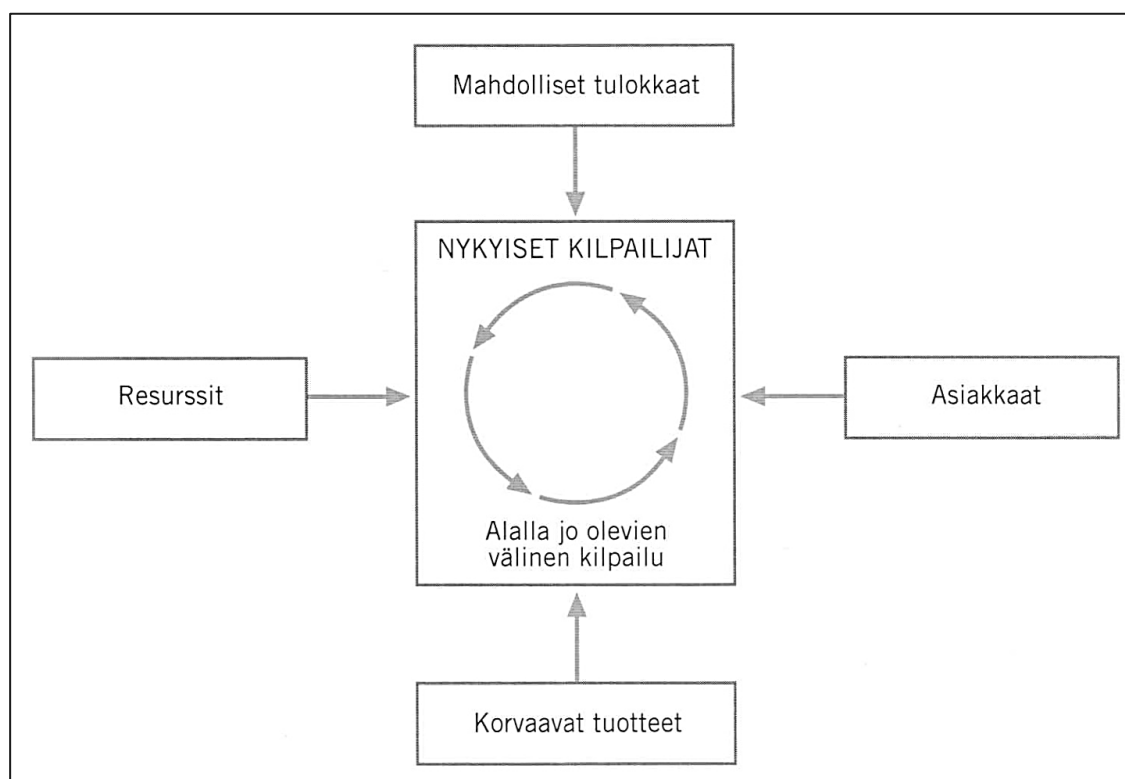 Mahdolliset tulokkaat
NYKYISET KILPAILIJAT
Resurssit
Asiakkaat
Alalla jo olevien
välinen kilpailu
Korvaavat tuotteet